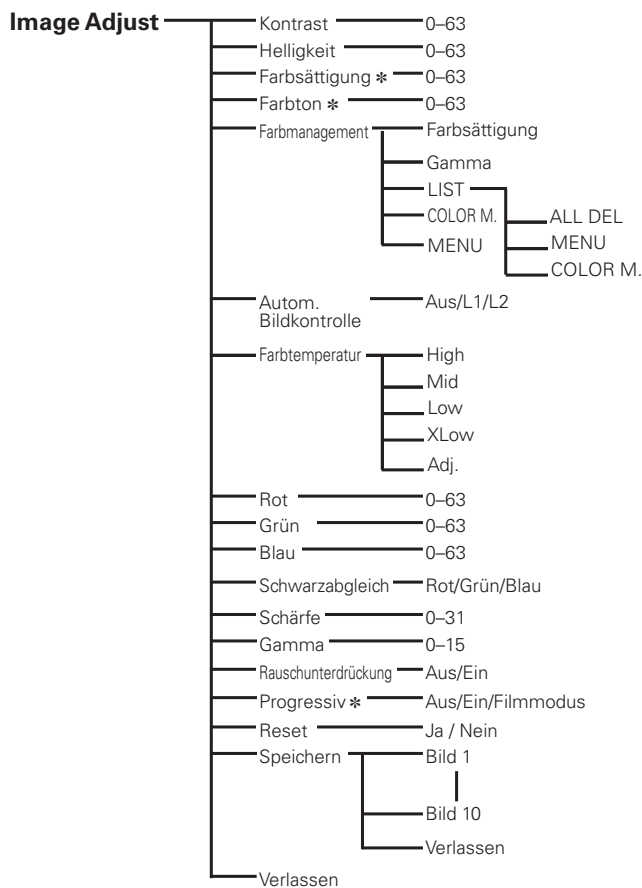 Image Adjust
Kontrast 0–63
Helligkeit 0–63
Farbsättigung * 0–63
Farbton * 0–63
Farbmanagement Farbsättigung
Gamma
LIST
COLOR M. ALL DEL
MENU MENU
COLOR M.
Autom. Aus/L1/L2
Bildkontrolle
Farbtemperatur High
Mid
Low
XLow
Adj.
Rot 0–63
Grün 0–63
Blau 0–63
Schwarzabgleich Rot/Grün/Blau
Schärfe 0–31
Gamma 0–15
Rauschunterdrückung Aus/Ein
Progressiv * Aus/Ein/Filmmodus
Reset Ja / Nein
Speichern Bild 1
Bild 10
Verlassen
Verlassen